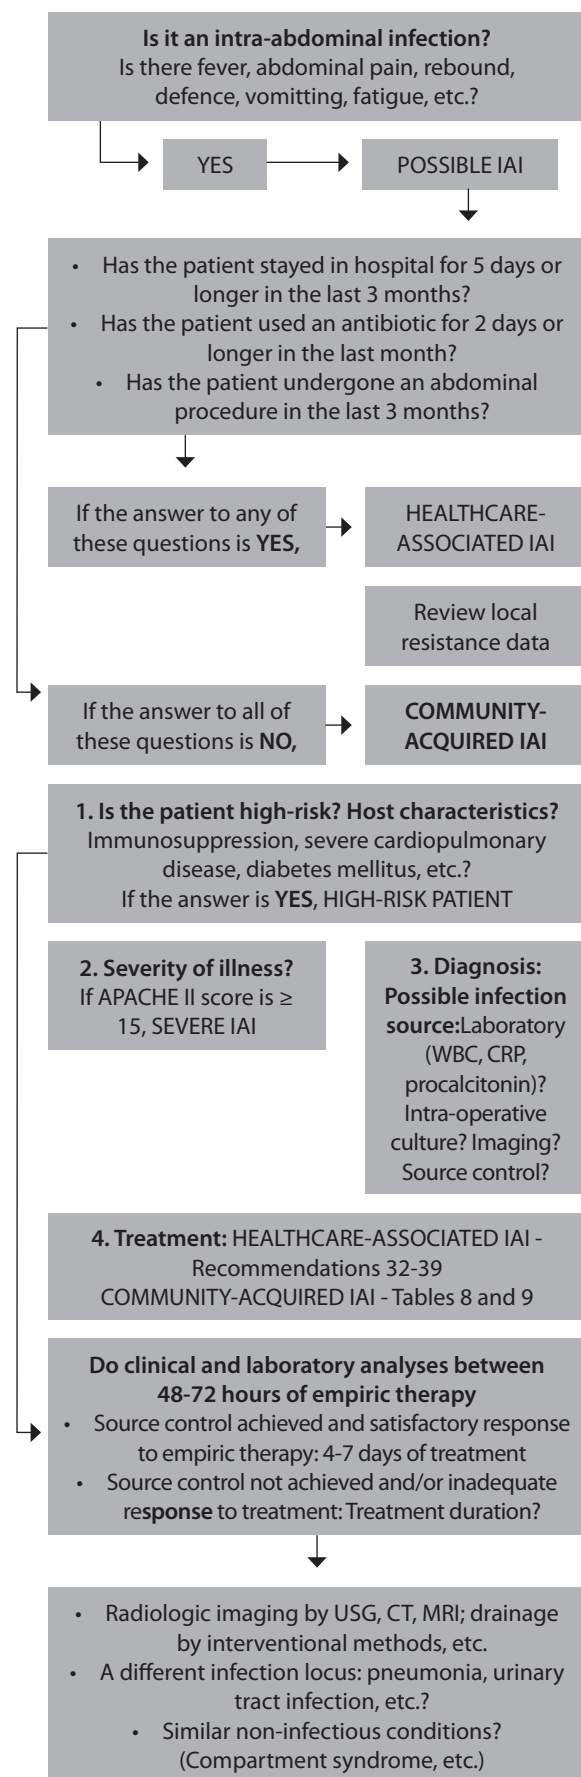 Is it an intra-abdominal infection?
Is there fever, abdominal pain, rebound,
defence, vomitting, fatigue, etc.?
YES
POSSIBLE IAI
• Has the patient stayed in hospital for 5 days or
longer in the last 3 months?
• Has the patient used an antibiotic for 2 days or
longer in the last month?
• Has the patient undergone an abdominal
procedure in the last 3 months?
If the answer to any of
these questions is YES,
HEALTHCARE-
ASSOCIATED IAI
Review local
resistance data
If the answer to all of
these questions is NO,
COMMUNITY-
ACQUIRED IAI
1. Is the patient high-risk? Host characteristics?
Immunosuppression, severe cardiopulmonary
disease, diabetes mellitus, etc.?
If the answer is YES, HIGH-RISK PATIENT
2. Severity of illness?
If APACHE II score is ≥
15, SEVERE IAI
3. Diagnosis:
Possible infection
source:Laboratory
(WBC, CRP,
procalcitonin)?
Intra-operative
culture? Imaging?
Source control?
4. Treatment: HEALTHCARE-ASSOCIATED IAI -
Recommendations 32-39
COMMUNITY-ACQUIRED IAI - Tables 8 and 9
Do clinical and laboratory analyses between
48-72 hours of empiric therapy
• Source control achieved and satisfactory response
to empiric therapy: 4-7 days of treatment
• Source control not achieved and/or inadequate
response to treatment: Treatment duration?
• Radiologic imaging by USG, CT, MRI; drainage
by interventional methods, etc.
• A different infection locus: pneumonia, urinary
tract infection, etc.?
• Similar non-infectious conditions?
(Compartment syndrome, etc.)